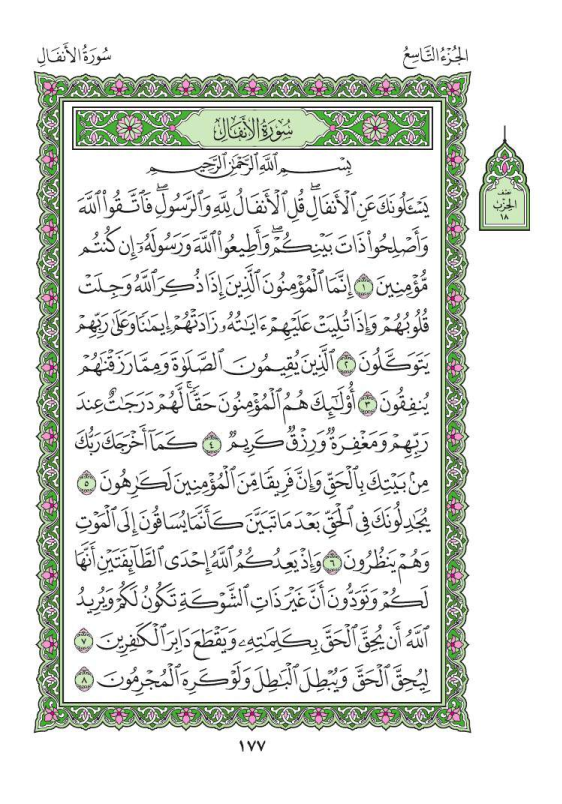 الجُزْءُ التَّاسِعُ
سُورَةُ الأَنفَالِ
سُورَةُ الأَنفَالِ
نصف
الحِزْب
١٨
بِسْمِ ٱللَّهِ ٱلرَّحْمَٰنِ ٱلرَّحِيمِ
يَسْـَٔلُونَكَ عَنِ ٱلْأَنفَالِۖ قُلِ ٱلْأَنفَالُ لِلَّهِ وَٱلرَّسُولِۖ فَٱتَّقُوا۟ ٱللَّهَ
وَأَصْلِحُوا۟ ذَاتَ بَيْنِكُمْۖ وَأَطِيعُوا۟ ٱللَّهَ وَرَسُولَهُۥٓ إِن كُنتُم
مُّؤْمِنِينَ ١ إِنَّمَا ٱلْمُؤْمِنُونَ ٱلَّذِينَ إِذَا ذُكِرَ ٱللَّهُ وَجِلَتْ
قُلُوبُهُمْ وَإِذَا تُلِيَتْ عَلَيْهِمْ ءَايَٰتُهُۥ زَادَتْهُمْ إِيمَٰنًا وَعَلَىٰ رَبِّهِمْ
يَتَوَكَّلُونَ ٢ ٱلَّذِينَ يُقِيمُونَ ٱلصَّلَوٰةَ وَمِمَّا رَزَقْنَٰهُمْ
يُنفِقُونَ ٣ أُو۟لَٰٓئِكَ هُمُ ٱلْمُؤْمِنُونَ حَقًّاۚ لَّهُمْ دَرَجَٰتٌ عِندَ
رَبِّهِمْ وَمَغْفِرَةٌ وَرِزْقٌ كَرِيمٌ ٤ كَمَآ أَخْرَجَكَ رَبُّكَ
مِنۢ بَيْتِكَ بِٱلْحَقِّ وَإِنَّ فَرِيقًا مِّنَ ٱلْمُؤْمِنِينَ لَكَٰرِهُونَ ٥
يُجَٰدِلُونَكَ فِى ٱلْحَقِّ بَعْدَ مَا تَبَيَّنَ كَأَنَّمَا يُسَاقُونَ إِلَى ٱلْمَوْتِ
وَهُمْ يَنظُرُونَ ٦ وَإِذْ يَعِدُكُمُ ٱللَّهُ إِحْدَى ٱلطَّآئِفَتَيْنِ أَنَّهَا
لَكُمْ وَتَوَدُّونَ أَنَّ غَيْرَ ذَاتِ ٱلشَّوْكَةِ تَكُونُ لَكُمْ وَيُرِيدُ
ٱللَّهُ أَن يُحِقَّ ٱلْحَقَّ بِكَلِمَٰتِهِۦ وَيَقْطَعَ دَابِرَ ٱلْكَٰفِرِينَ ٧
لِيُحِقَّ ٱلْحَقَّ وَيُبْطِلَ ٱلْبَٰطِلَ وَلَوْ كَرِهَ ٱلْمُجْرِمُونَ ٨
١٧٧